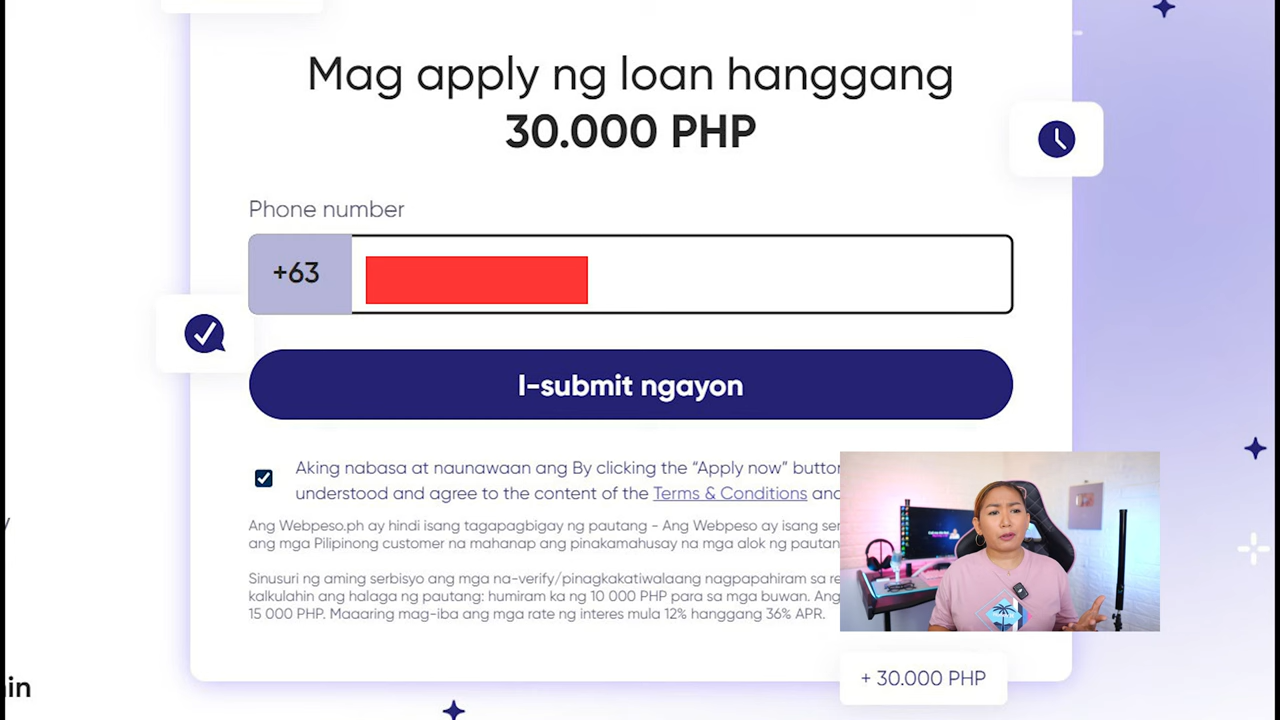 Mag apply ng loan hanggang
30.000 PHP
Phone number
+63
I-submit ngayon
Aking nabasa at naunawaan ang By clicking the “Apply now” button
understood and agree to the content of the Terms & Conditions and
Ang Webpeso.ph ay hindi isang tagapagbigay ng pautang - Ang Webpeso ay isang ser
ang mga Pilipinong customer na mahanap ang pinakamahusay na mga alok ng pautan
Sinusuri ng aming serbisyo ang mga na-verify/pinagkakatiwalaang nagpapahiram sa re
kalkulahin ang halaga ng pautang: humiram ka ng 10 000 PHP para sa mga buwan. Ang
15 000 PHP. Maaring mag-iba ang mga rate ng interes mula 12% hanggang 36% APR.
+ 30.000 PHP
in